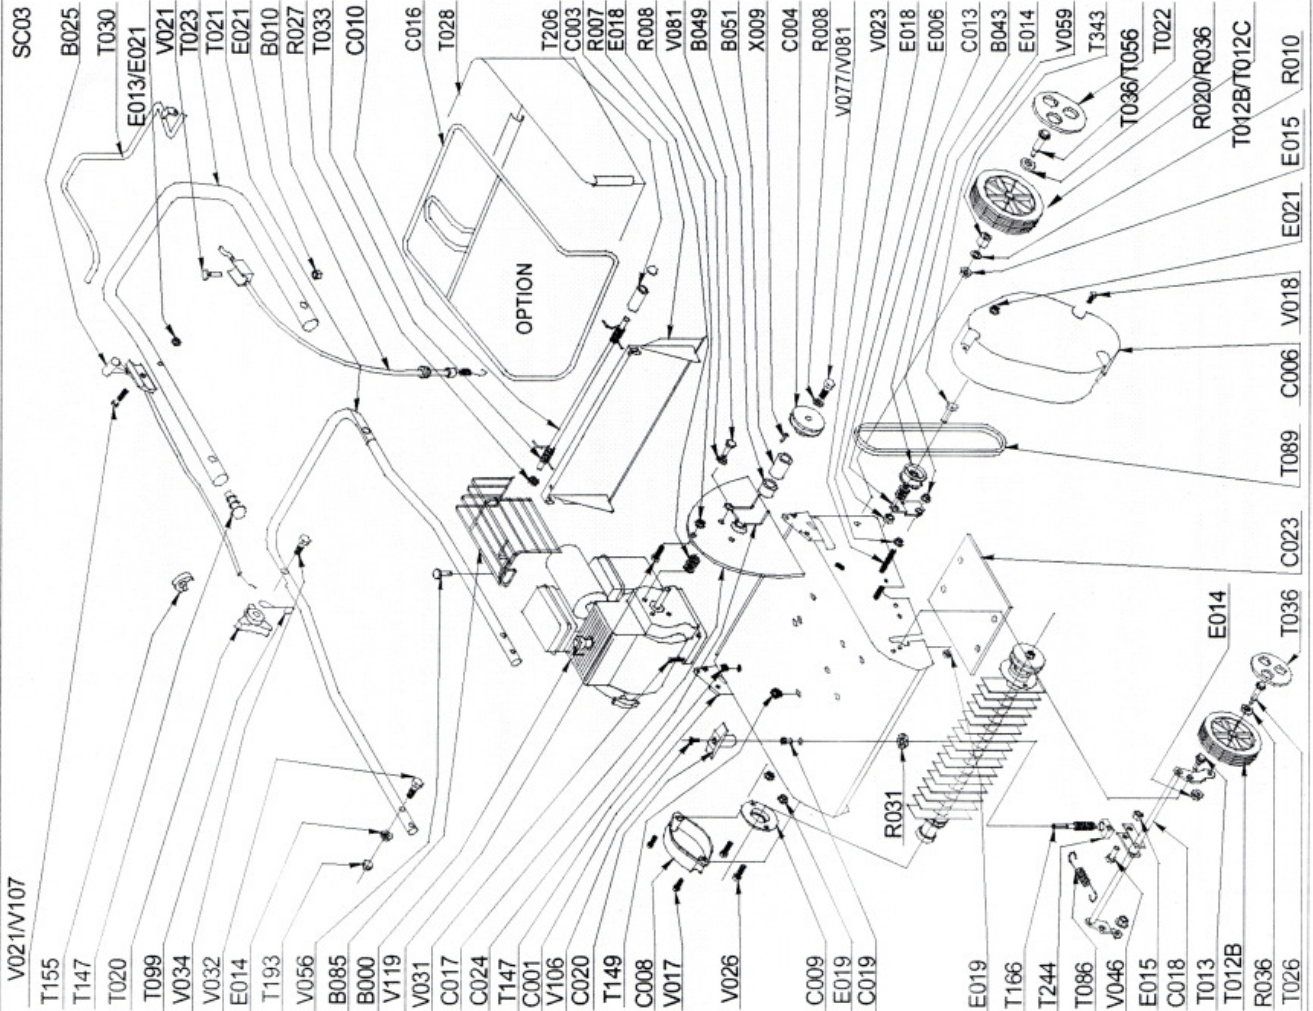 SC03
B025
T030
E013/E021
V021
T023
T021
E021
B010
R027
T033
C010
C016
T028
T206
C003
R007
E018
R008
V081
B049
B051
X009
C004
R008
V077/V081
V023
E018
E006
C013
B043
E014
V059
T343
T036/T056
T022
R020/R036
T012B/T012C
R010
E015
E021
V018
C006
T089
C023
E014
T036
OPTION
R031
V021/V107
T155
T147
T020
T099
V034
V032
E014
T193
V056
B085
B000
V119
V031
C017
C024
T147
C001
V106
C020
T149
C008
V017
V026
C009
E019
C019
E019
T166
T244
T086
V046
E015
C018
T013
T012B
R036
T026